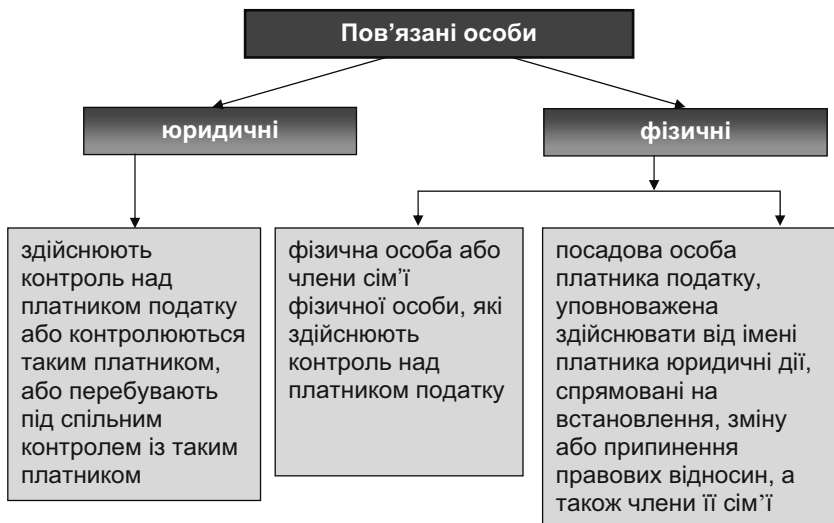 Пов’язані особи
юридичні
фізичні
здійснюють
контроль над
платником податку
або контролюються
таким платником,
або перебувають
під спільним
контролем із таким
платником
фізична особа або
члени сім’ї
фізичної особи, які
здійснюють
контроль над
платником податку
посадова особа
платника податку,
уповноважена
здійснювати від імені
платника юридичні дії,
спрямовані на
встановлення, зміну
або припинення
правових відносин, а
також члени її сім’ї